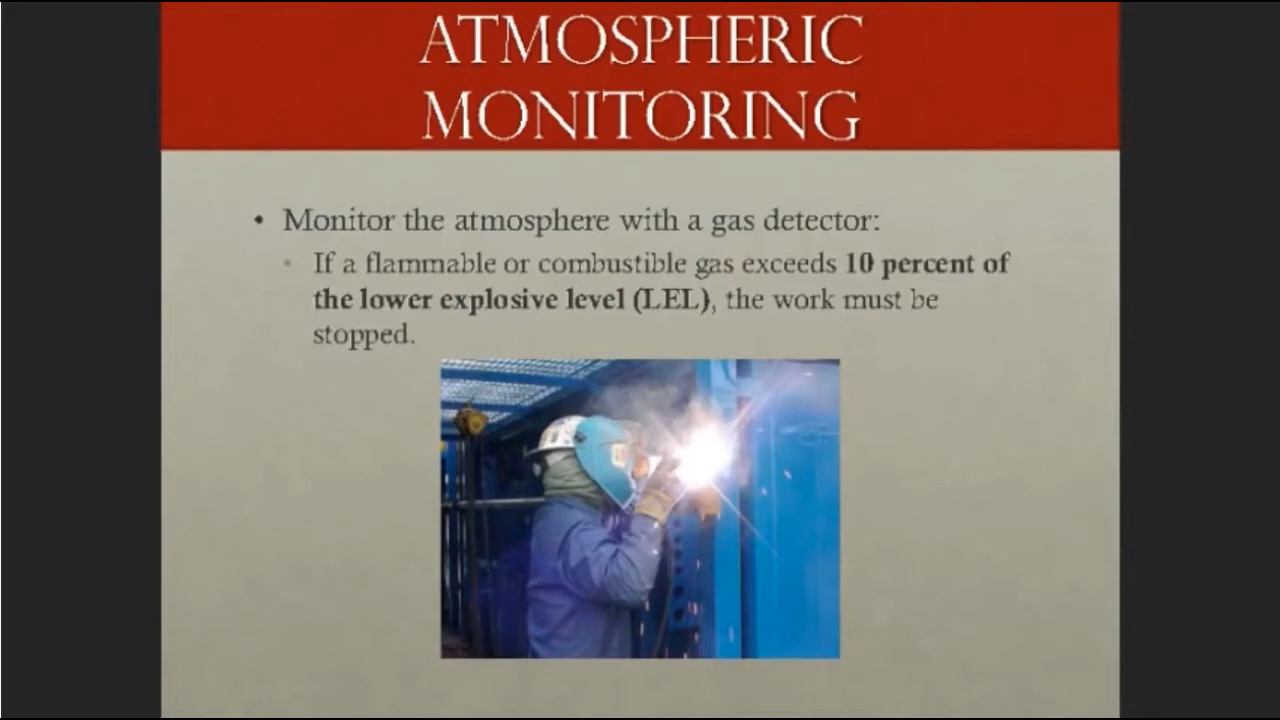 ATMOSPHERIC
MONITORING
• Monitor the atmosphere with a gas detector:
• If a flammable or combustible gas exceeds 10 percent of
the lower explosive level (LEL), the work must be
stopped.